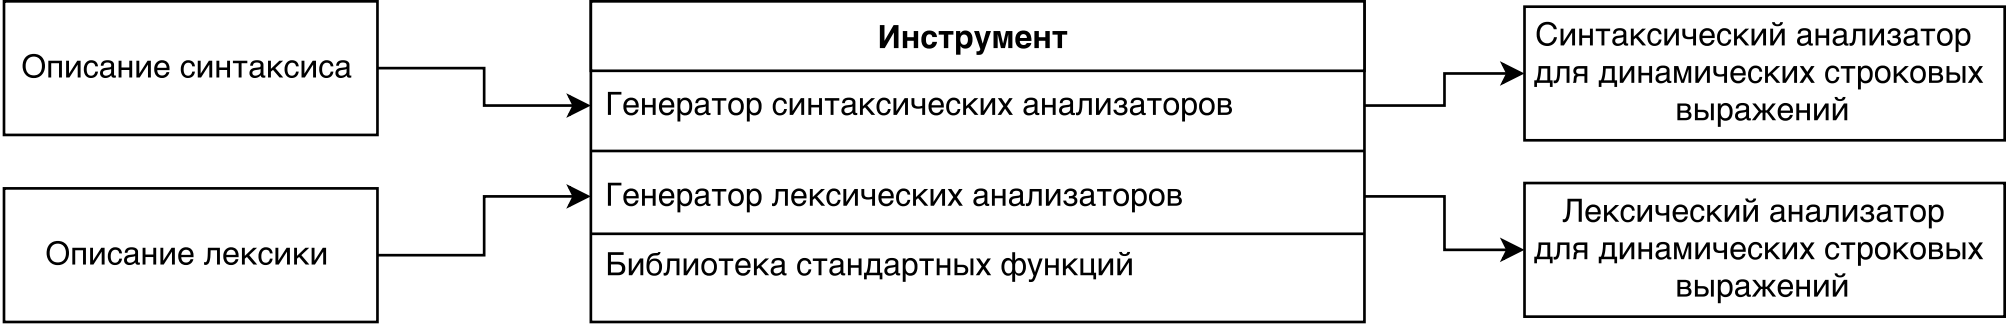 Описание синтаксиса
Описание лексики
Инструмент
Генератор синтаксических анализаторов
Генератор лексических анализаторов
Библиотека стандартных функций
Синтаксический анализатор
для динамических строковых
выражений
Лексический анализатор
для динамических строковых
выражений